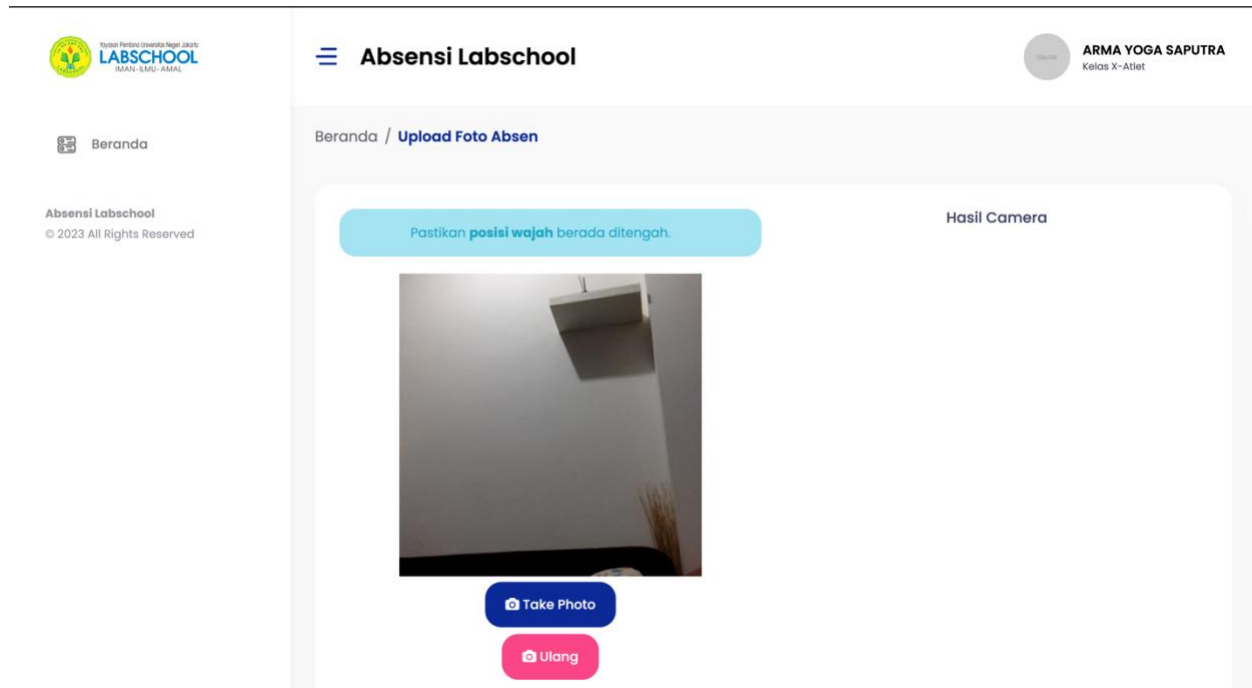 Yayasan Pembina Universitas Negeri Jakarta
LABSCHOOL
IMAN - ILMU - AMAL
Absensi Labschool
ARMA YOGA SAPUTRA
Kelas X-Atlet
Beranda
Absensi Labschool
© 2023 All Rights Reserved
Beranda / Upload Foto Absen
Pastikan posisi wajah berada ditengah.
Hasil Camera
Take Photo
Ulang